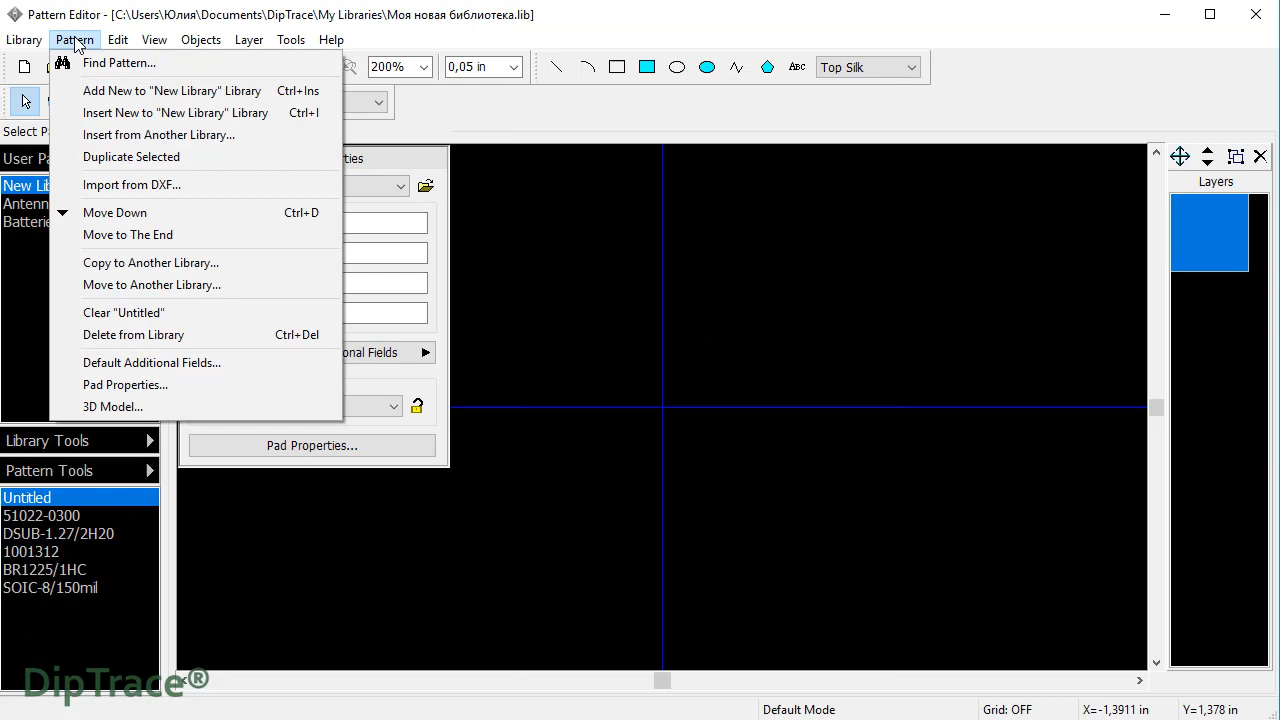 Pattern Editor - [C:\Users\Юлия\Documents\DipTrace\My Libraries\Моя новая библиотека.lib]
Library Pattern Edit View Objects Layer Tools Help
Find Pattern...
Add New to "New Library" Library Ctrl+Ins
Insert New to "New Library" Library Ctrl+I
Insert from Another Library...
Duplicate Selected
Import from DXF...
Move Down Ctrl+D
Move to The End
Copy to Another Library...
Move to Another Library...
Clear "Untitled"
Delete from Library Ctrl+Del
Default Additional Fields...
Pad Properties...
3D Model...
200% 0,05 in Abc Top Silk
Select P
User Pa
New Lib
Antenn
Batterie
ties
onal Fields
Pad Properties...
Layers
Library Tools
Pattern Tools
Untitled
51022-0300
DSUB-1.27/2H20
1001312
BR1225/1HC
SOIC-8/150mil
DipTrace®
Default Mode Grid: OFF X=-1,3911 in Y=1,378 in